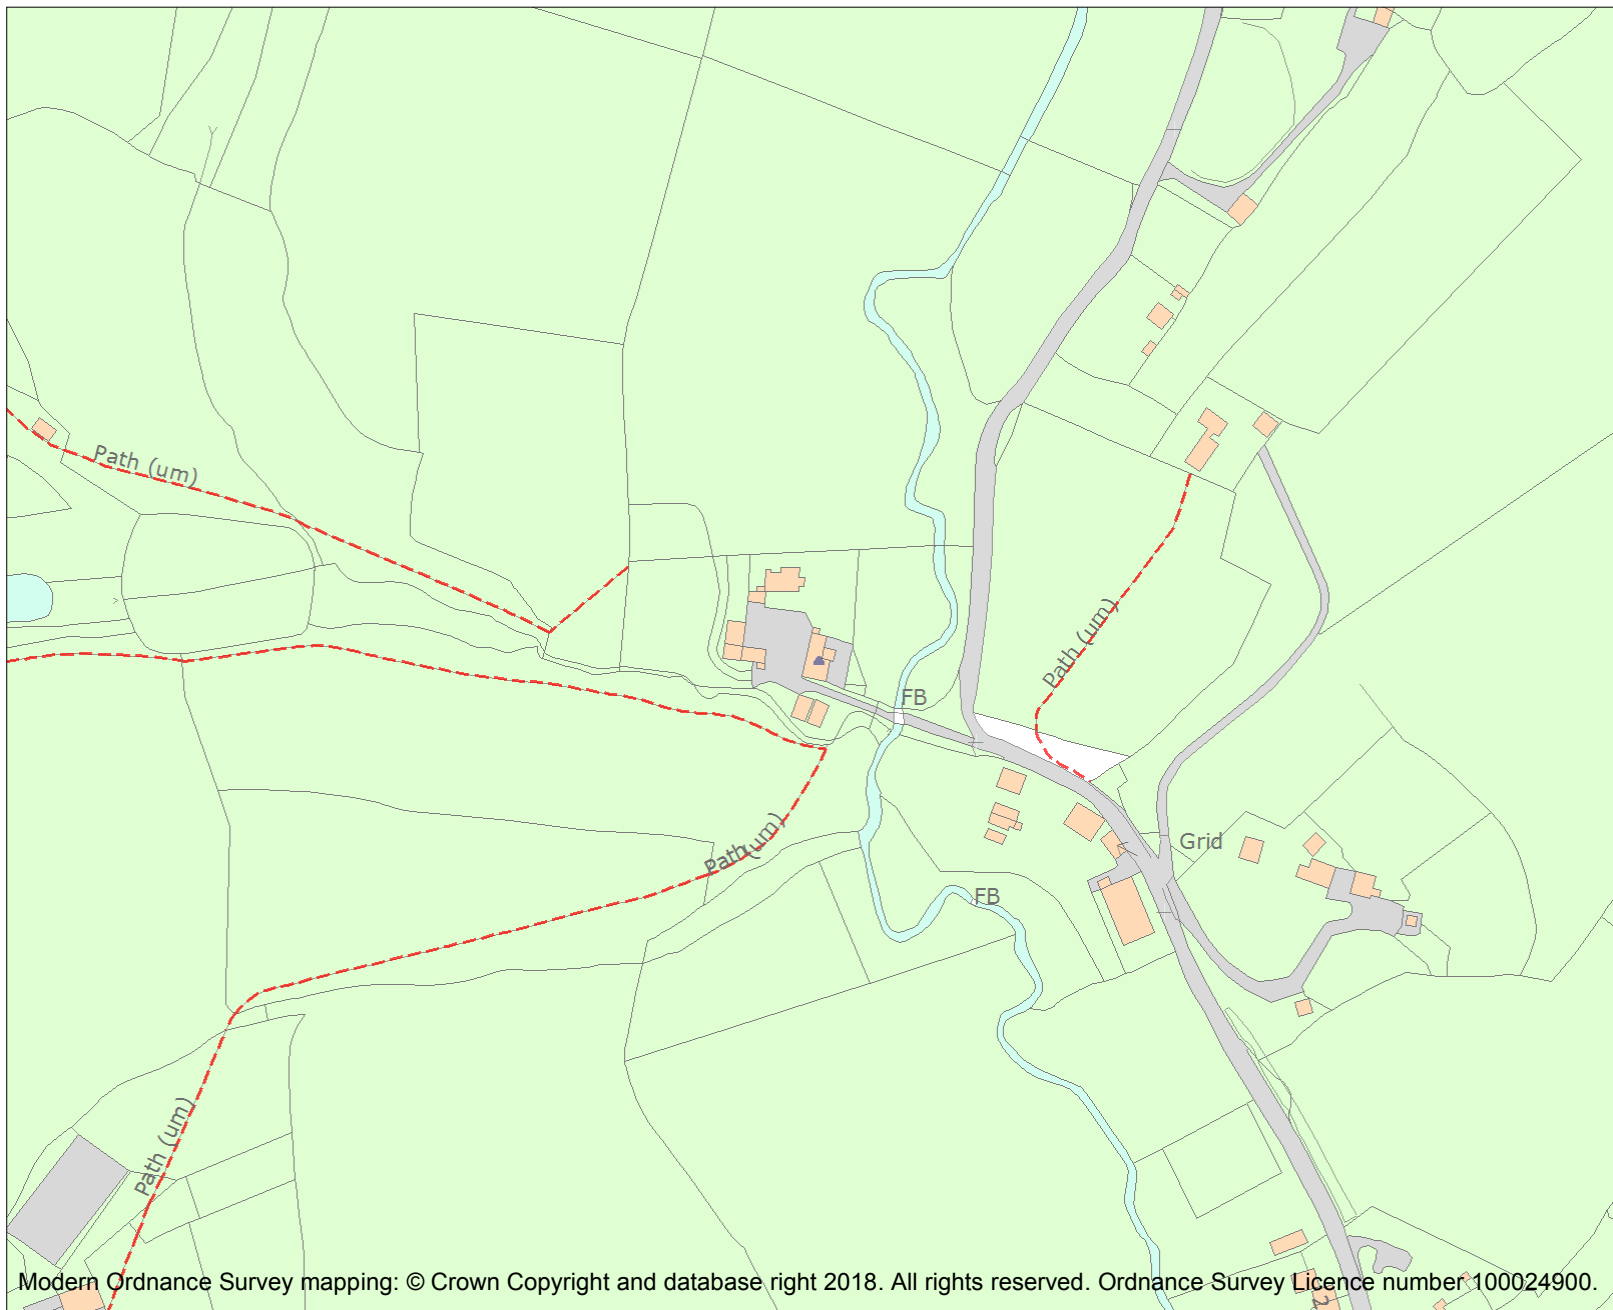 Path (um)
Path (um)
FB
Grid
Path (um)
FB
Path (um)
2
Modern Ordnance Survey mapping: © Crown Copyright and database right 2018. All rights reserved. Ordnance Survey Licence number 100024900.